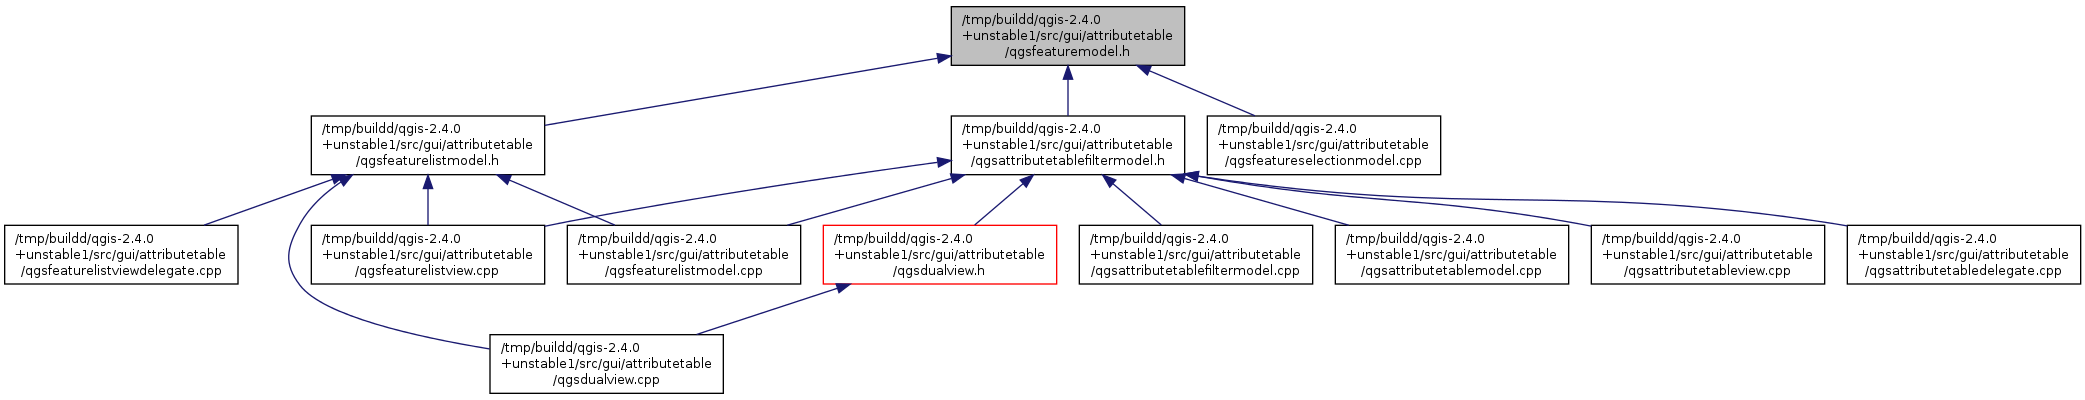 /tmp/buildd/qgis-2.4.0
+unstable1/src/gui/attributetable
/qgsfeaturemodel.h
/tmp/buildd/qgis-2.4.0
+unstable1/src/gui/attributetable
/qgsfeaturelistmodel.h
/tmp/buildd/qgis-2.4.0
+unstable1/src/gui/attributetable
/qgsattributetablefiltermodel.h
/tmp/buildd/qgis-2.4.0
+unstable1/src/gui/attributetable
/qgsfeatureselectionmodel.cpp
/tmp/buildd/qgis-2.4.0
+unstable1/src/gui/attributetable
/qgsfeaturelistviewdelegate.cpp
/tmp/buildd/qgis-2.4.0
+unstable1/src/gui/attributetable
/qgsfeaturelistview.cpp
/tmp/buildd/qgis-2.4.0
+unstable1/src/gui/attributetable
/qgsfeaturelistmodel.cpp
/tmp/buildd/qgis-2.4.0
+unstable1/src/gui/attributetable
/qgsdualview.h
/tmp/buildd/qgis-2.4.0
+unstable1/src/gui/attributetable
/qgsattributetablefiltermodel.cpp
/tmp/buildd/qgis-2.4.0
+unstable1/src/gui/attributetable
/qgsattributetablemodel.cpp
/tmp/buildd/qgis-2.4.0
+unstable1/src/gui/attributetable
/qgsattributetableview.cpp
/tmp/buildd/qgis-2.4.0
+unstable1/src/gui/attributetable
/qgsattributetabledelegate.cpp
/tmp/buildd/qgis-2.4.0
+unstable1/src/gui/attributetable
/qgsdualview.cpp